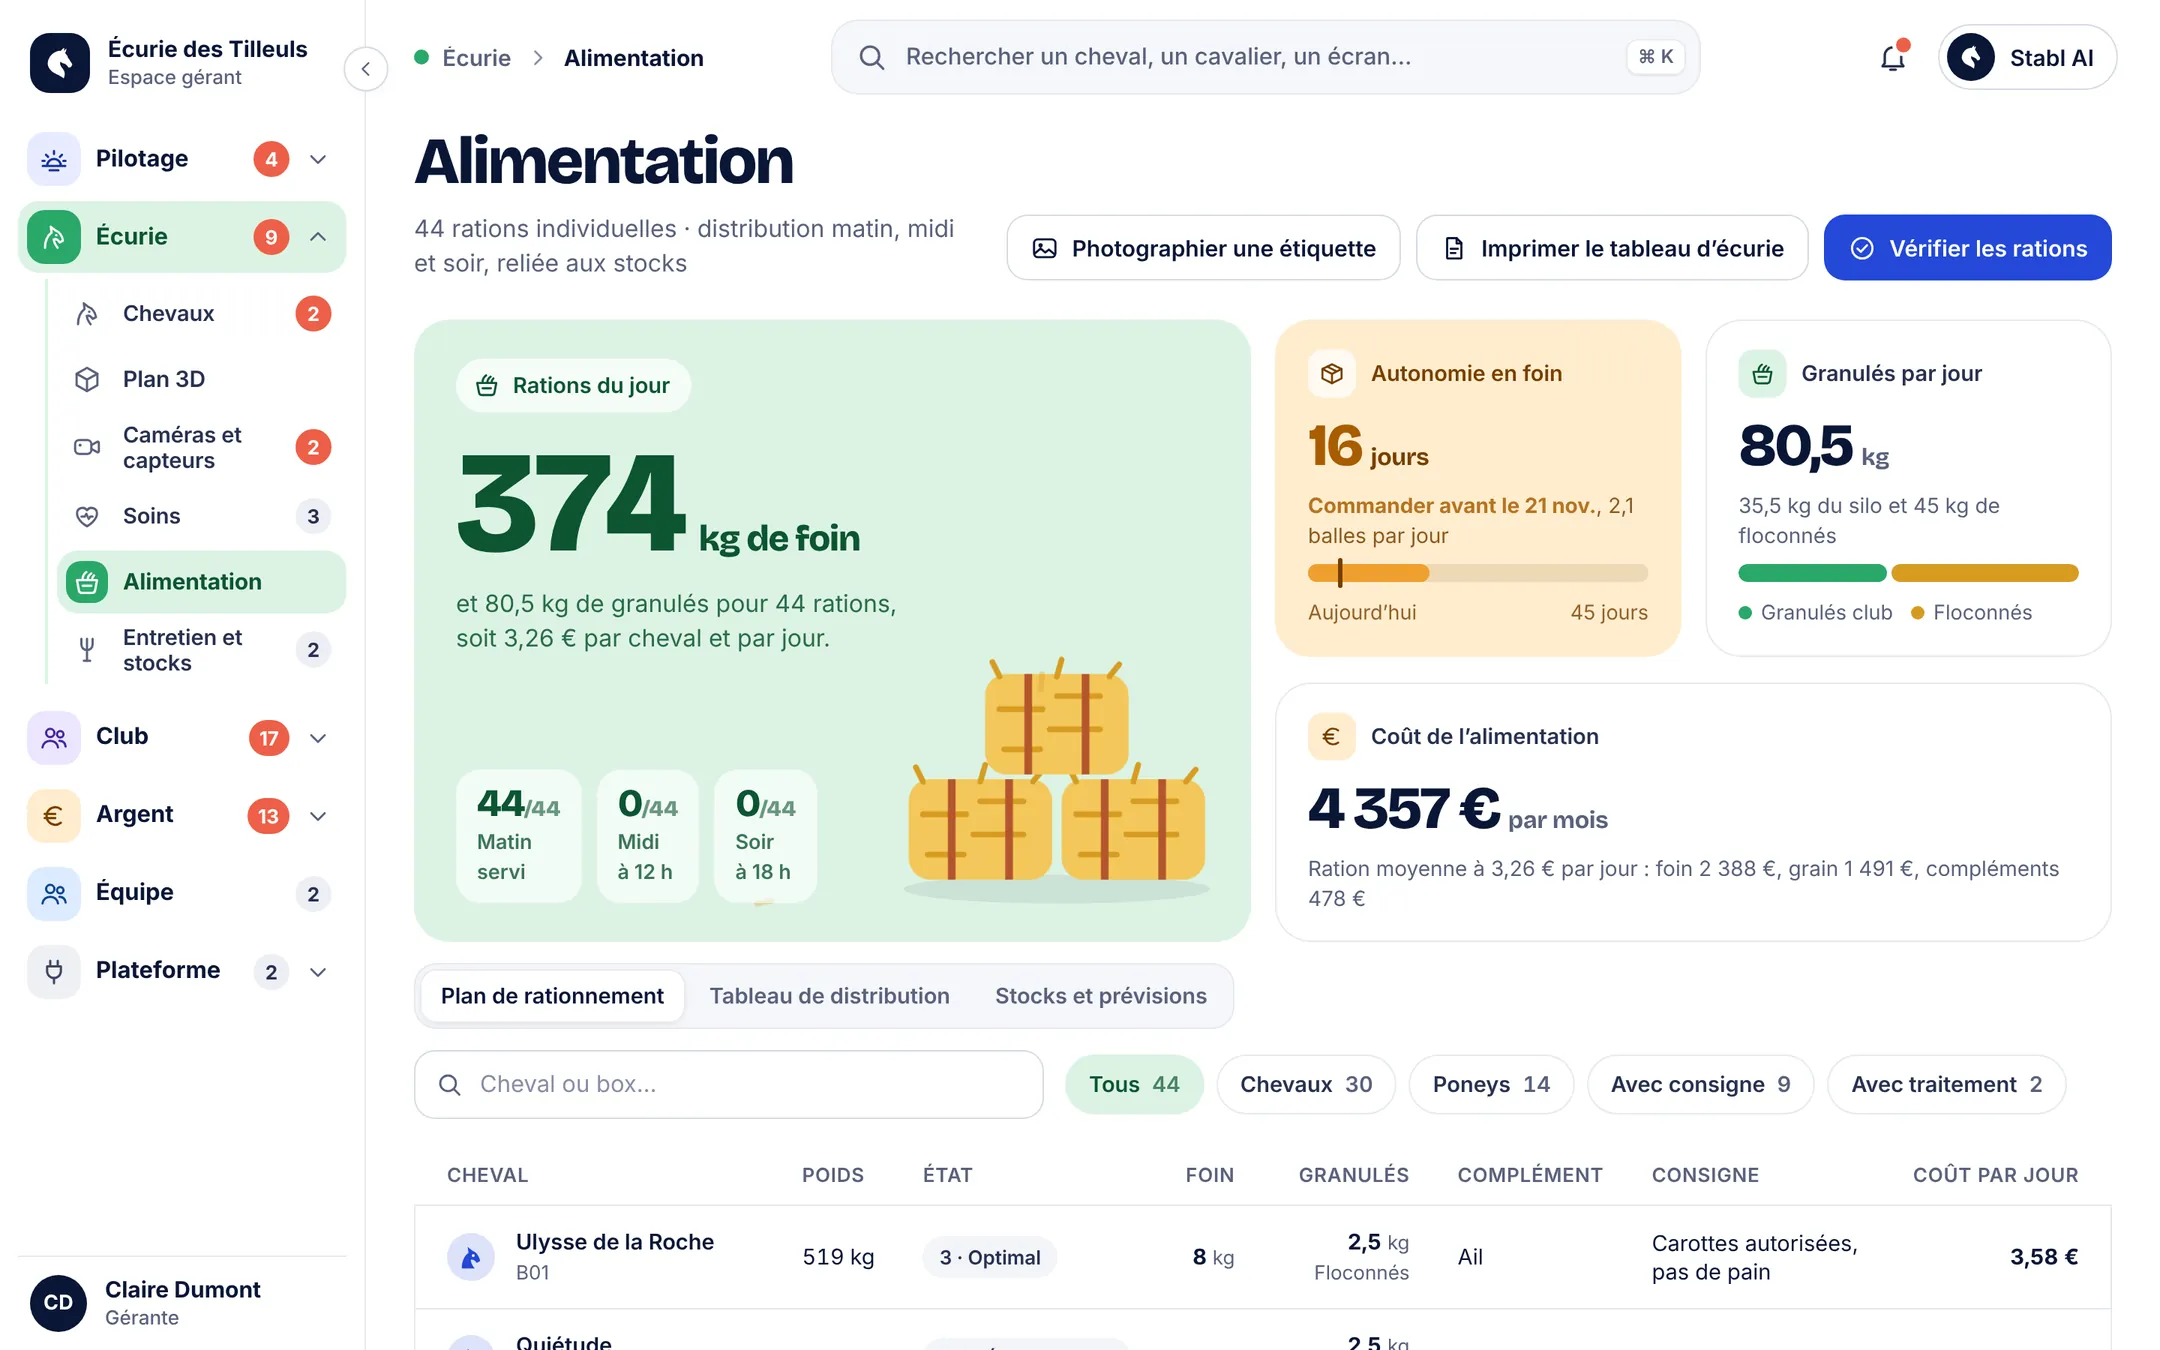 Écurie des Tilleuls
Espace gérant
Pilotage 4
Écurie 9
Chevaux 2
Plan 3D
Caméras et
capteurs 2
Soins 3
Alimentation
Entretien et
stocks 2
Club 17
Argent 13
Équipe 2
Plateforme 2
CD
Claire Dumont
Gérante
Écurie > Alimentation
Rechercher un cheval, un cavalier, un écran...
⌘ K
Stabl AI
Alimentation
44 rations individuelles · distribution matin, midi
et soir, reliée aux stocks
Photographier une étiquette
Imprimer le tableau d’écurie
Vérifier les rations
Rations du jour
374 kg de foin
et 80,5 kg de granulés pour 44 rations,
soit 3,26 € par cheval et par jour.
44/44
Matin
servi
0/44
Midi
à 12 h
0/44
Soir
à 18 h
Autonomie en foin
16 jours
Commander avant le 21 nov., 2,1
balles par jour
Aujourd’hui 45 jours
Granulés par jour
80,5 kg
35,5 kg du silo et 45 kg de
floconnés
Granulés club Floconnés
€ Coût de l’alimentation
4 357 € par mois
Ration moyenne à 3,26 € par jour : foin 2 388 €, grain 1 491 €, compléments
478 €
Plan de rationnement Tableau de distribution Stocks et prévisions
Cheval ou box...
Tous 44 Chevaux 30 Poneys 14 Avec consigne 9 Avec traitement 2
CHEVAL POIDS ÉTAT FOIN GRANULÉS COMPLÉMENT CONSIGNE COÛT PAR JOUR
Ulysse de la Roche
B01
519 kg
3 · Optimal
8 kg
2,5 kg
Floconnés
Ail
Carottes autorisées,
pas de pain
3,58 €
Quiétude
2,5 kg